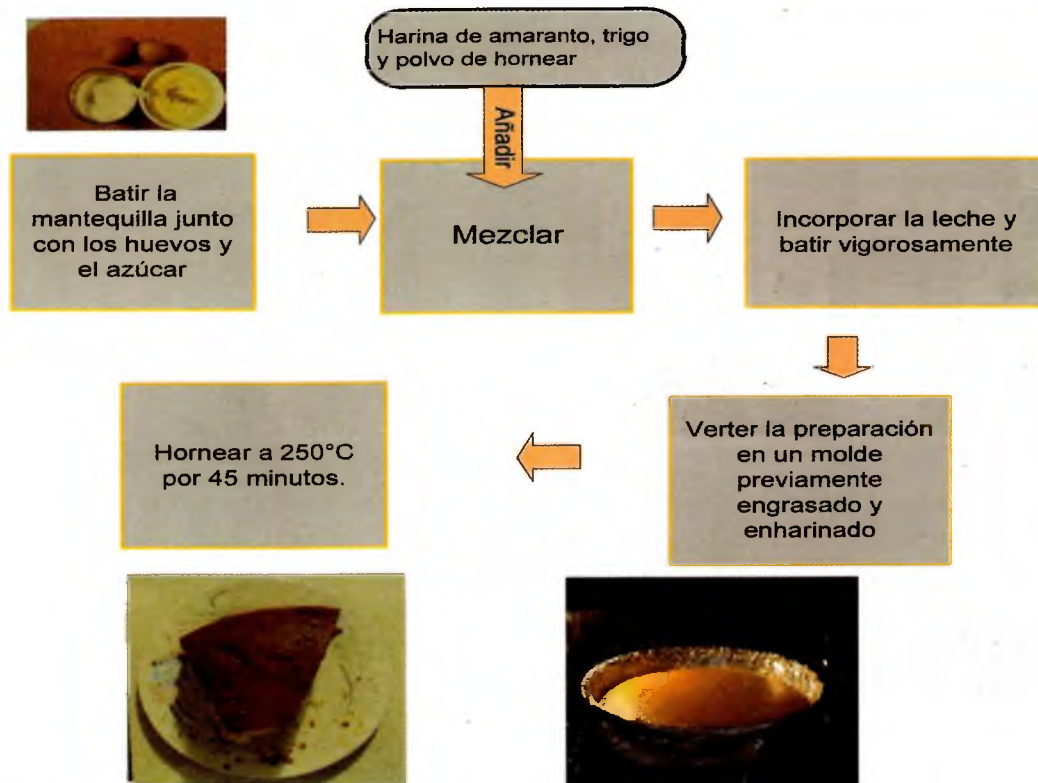 Harina de amaranto, trigo
y polvo de hornear
Añadir
Batir la
mantequilla junto
con los huevos y
el azúcar
Mezclar
Incorporar la leche y
batir vigorosamente
Verter la preparación
en un molde
previamente
engrasado y
enharinado
Hornear a 250°C
por 45 minutos.